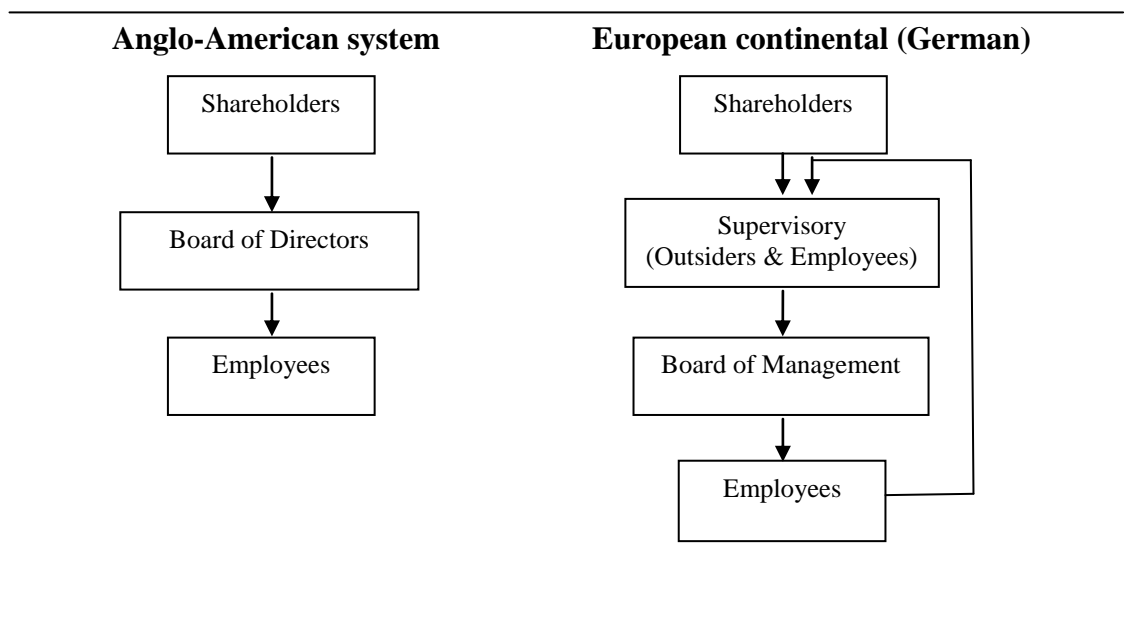 Anglo-American system
Shareholders
Board of Directors
Employees
European continental (German)
Shareholders
Supervisory
(Outsiders & Employees)
Board of Management
Employees